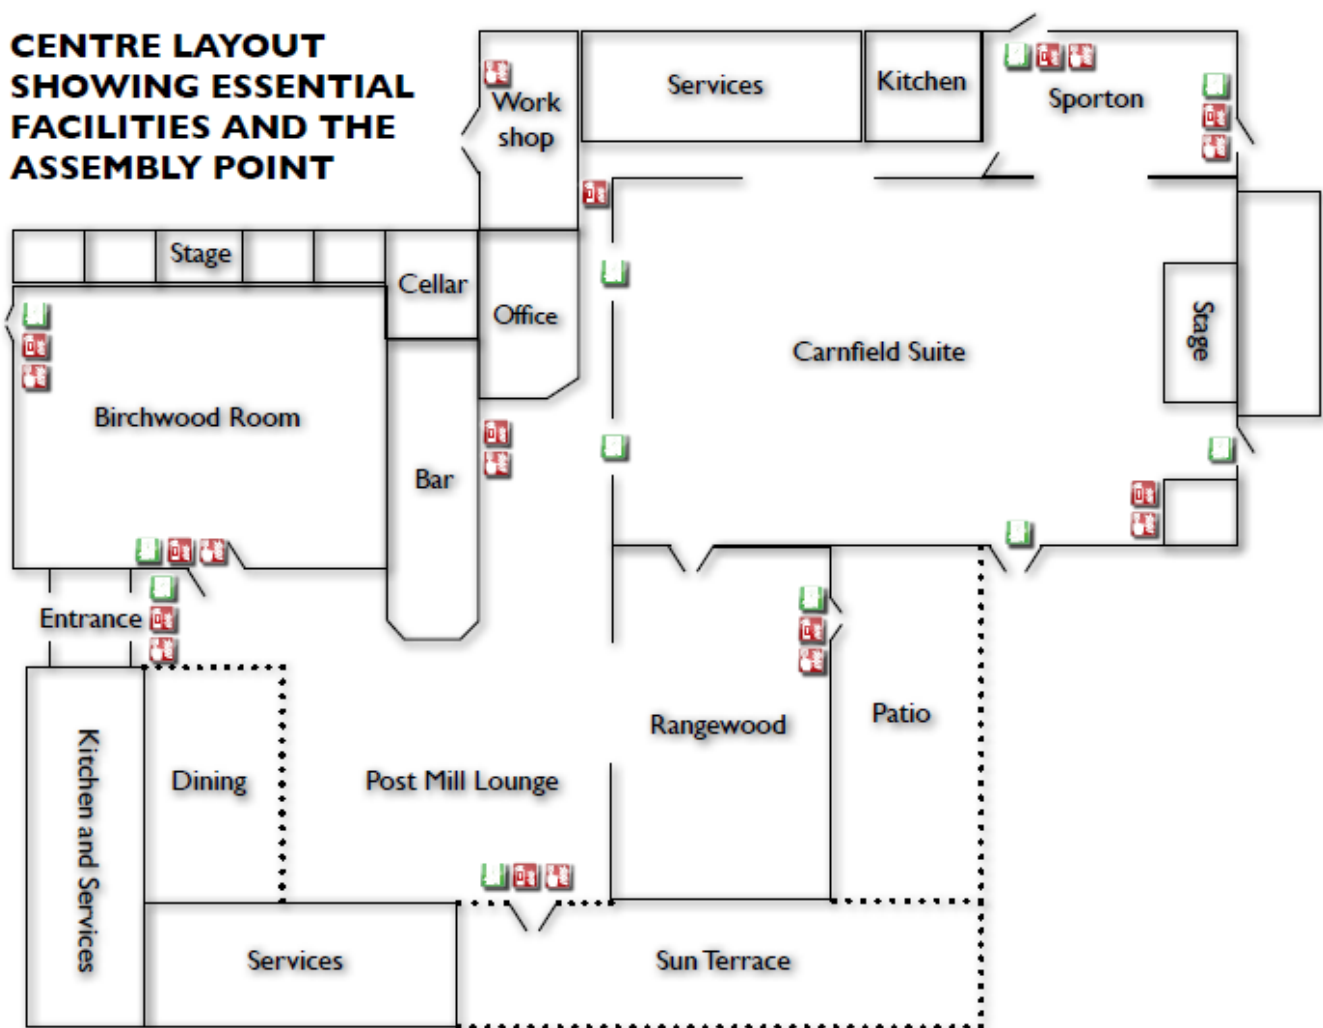 CENTRE LAYOUT
SHOWING ESSENTIAL
FACILITIES AND THE
ASSEMBLY POINT
Work
shop
Services
Kitchen
Sporton
Stage
Cellar
Office
Carnfield Suite
Stage
Birchwood Room
Bar
Entrance
Kitchen and Services
Dining
Post Mill Lounge
Rangewood
Patio
Services
Sun Terrace